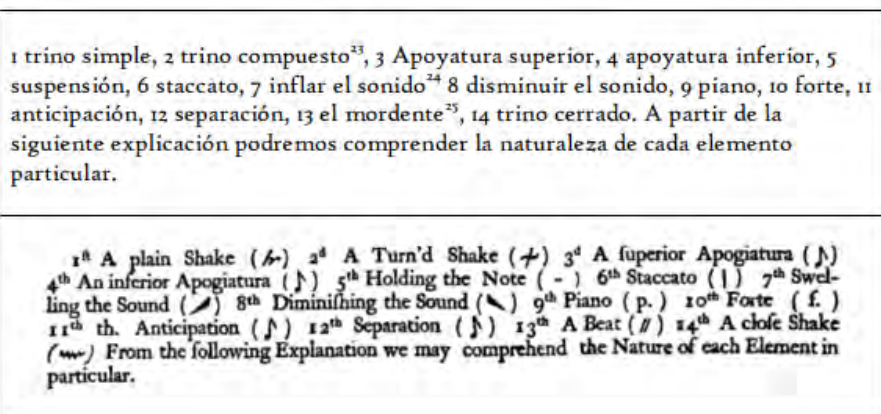 1 trino simple, 2 trino compuesto²³, 3 Apoyatura superior, 4 apoyatura inferior, 5
suspensión, 6 staccato, 7 inflar el sonido²⁴ 8 disminuir el sonido, 9 piano, 10 forte, 11
anticipación, 12 separación, 13 el mordente²⁵, 14 trino cerrado. A partir de la
siguiente explicación podremos comprender la naturaleza de cada elemento
particular.
1ſt A plain Shake ( ) 2d A Turn'd Shake ( ) 3d A ſuperior Apogiatura (♪)
4th An inferior Apogiatura (♪) 5th Holding the Note ( - ) 6th Staccato ( | ) 7th Swel-
ling the Sound ( ) 8th Diminiſhing the Sound ( ) 9th Piano ( p. ) 10th Forte ( f. )
11th th. Anticipation (♪) 12th Separation (♪) 13th A Beat ( // ) 14th A cloſe Shake
( ) From the following Explanation we may comprehend the Nature of each Element in
particular.